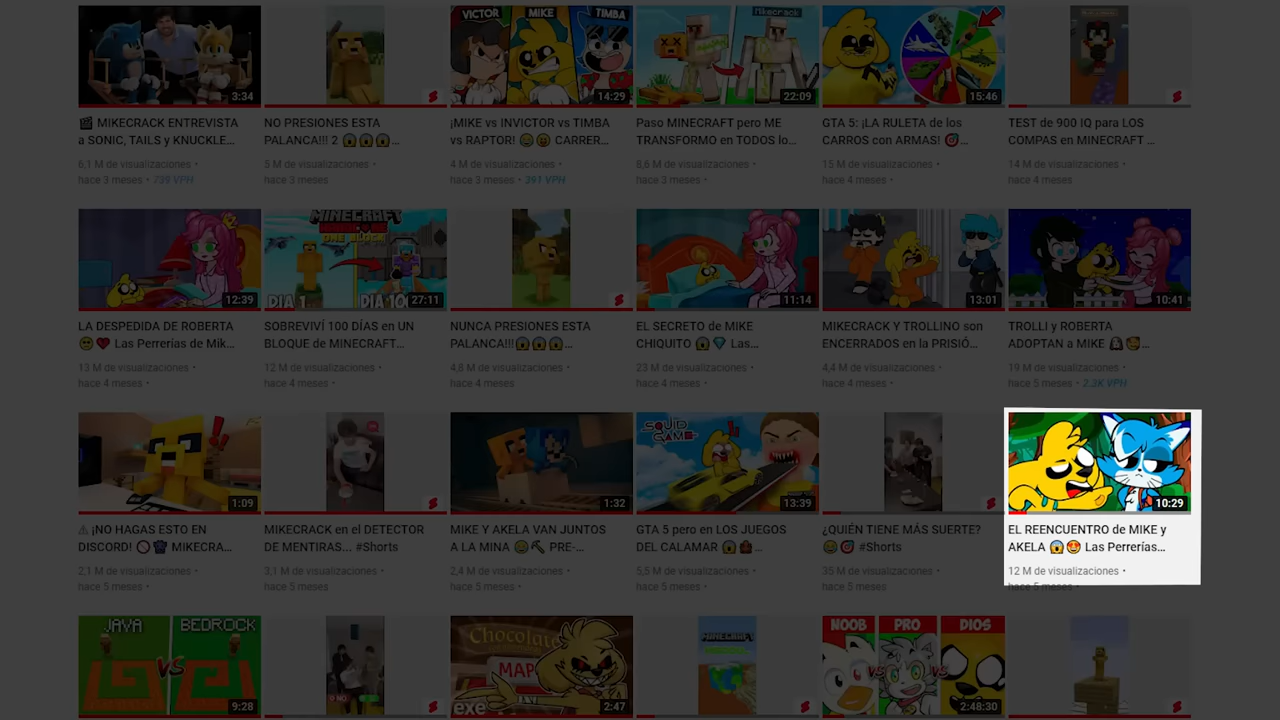 VICTOR
MIKE
TIMBA
Mikecrack
3:34
14:29
22:09
15:46
🎬 MIKECRACK ENTREVISTA
a SONIC, TAILS y KNUCKLE...
6,1 M de visualizaciones •
hace 3 meses • 739 VPH
NO PRESIONES ESTA
PALANCA!!! 2 😱😱😱...
5 M de visualizaciones •
hace 3 meses
¡MIKE vs INVICTOR vs TIMBA
vs RAPTOR! 😂😡 CARRER...
4 M de visualizaciones •
hace 3 meses • 391 VPH
Paso MINECRAFT pero ME
TRANSFORMO en TODOS lo...
8,6 M de visualizaciones •
hace 3 meses •
GTA 5: ¡LA RULETA de los
CARROS con ARMAS! 🎯...
15 M de visualizaciones •
hace 4 meses •
TEST de 900 IQ para LOS
COMPAS en MINECRAFT ...
14 M de visualizaciones •
hace 4 meses
MINECRAFT
ONE BLOCK
DIA 1
DIA 10
12:39
27:11
11:14
13:01
10:41
LA DESPEDIDA DE ROBERTA
🥺❤️ Las Perrerías de Mik...
13 M de visualizaciones •
hace 4 meses •
SOBREVIVÍ 100 DÍAS en UN
BLOQUE de MINECRAFT...
12 M de visualizaciones •
hace 4 meses •
NUNCA PRESIONES ESTA
PALANCA!!!😱😱😱...
4,8 M de visualizaciones •
hace 4 meses
EL SECRETO de MIKE
CHIQUITO 😱💎 Las...
23 M de visualizaciones •
hace 4 meses •
MIKECRACK Y TROLLINO son
ENCERRADOS en la PRISIÓ...
4,4 M de visualizaciones •
hace 4 meses •
TROLLI y ROBERTA
ADOPTAN a MIKE 👰😍...
19 M de visualizaciones •
hace 5 meses • 2.2K VPH
SQUID
GAME
1:09
1:32
13:39
10:29
⚠ ¡NO HAGAS ESTO EN
DISCORD! 🚫👮 MIKECRA...
2,1 M de visualizaciones •
hace 5 meses •
MIKECRACK en el DETECTOR
DE MENTIRAS... #Shorts
3,1 M de visualizaciones •
hace 5 meses
MIKE Y AKELA VAN JUNTOS
A LA MINA 😂⛏ PRE-...
2,4 M de visualizaciones •
hace 5 meses •
GTA 5 pero en LOS JUEGOS
DEL CALAMAR 😱...
5,5 M de visualizaciones •
hace 5 meses •
¿QUIÉN TIENE MÁS SUERTE?
😂🎯 #Shorts
35 M de visualizaciones •
hace 5 meses
EL REENCUENTRO de MIKE y
AKELA 😱😍 Las Perrerías...
12 M de visualizaciones •
hace 5 meses •
JAVA
BEDROCK
VS
Chocolate
MAP
exe
MINECRAFT
NOOB
PRO
DIOS
VS
VS
9:28
2:47
2:48:30